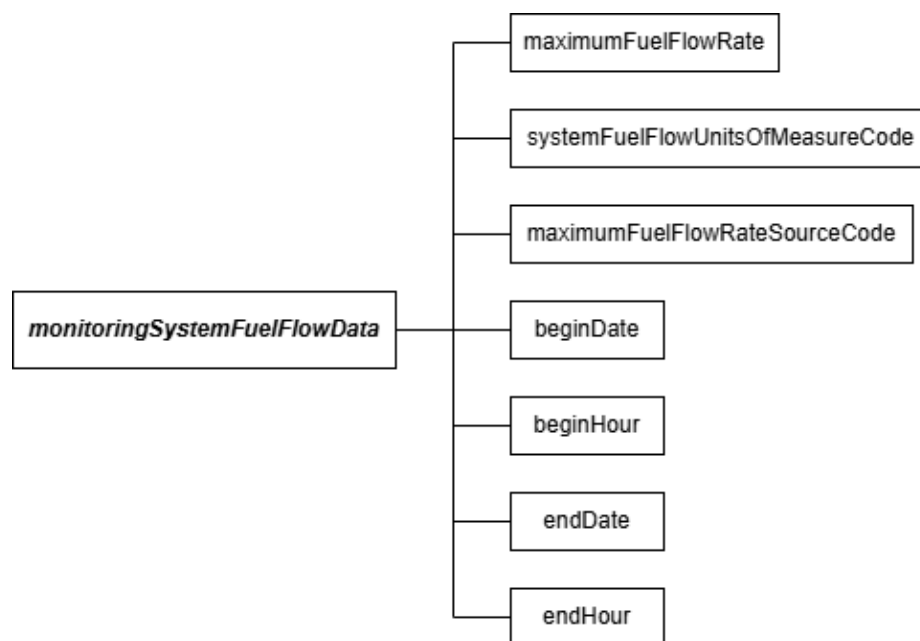 maximumFuelFlowRate
systemFuelFlowUnitsOfMeasureCode
maximumFuelFlowRateSourceCode
monitoringSystemFuelFlowData
beginDate
beginHour
endDate
endHour